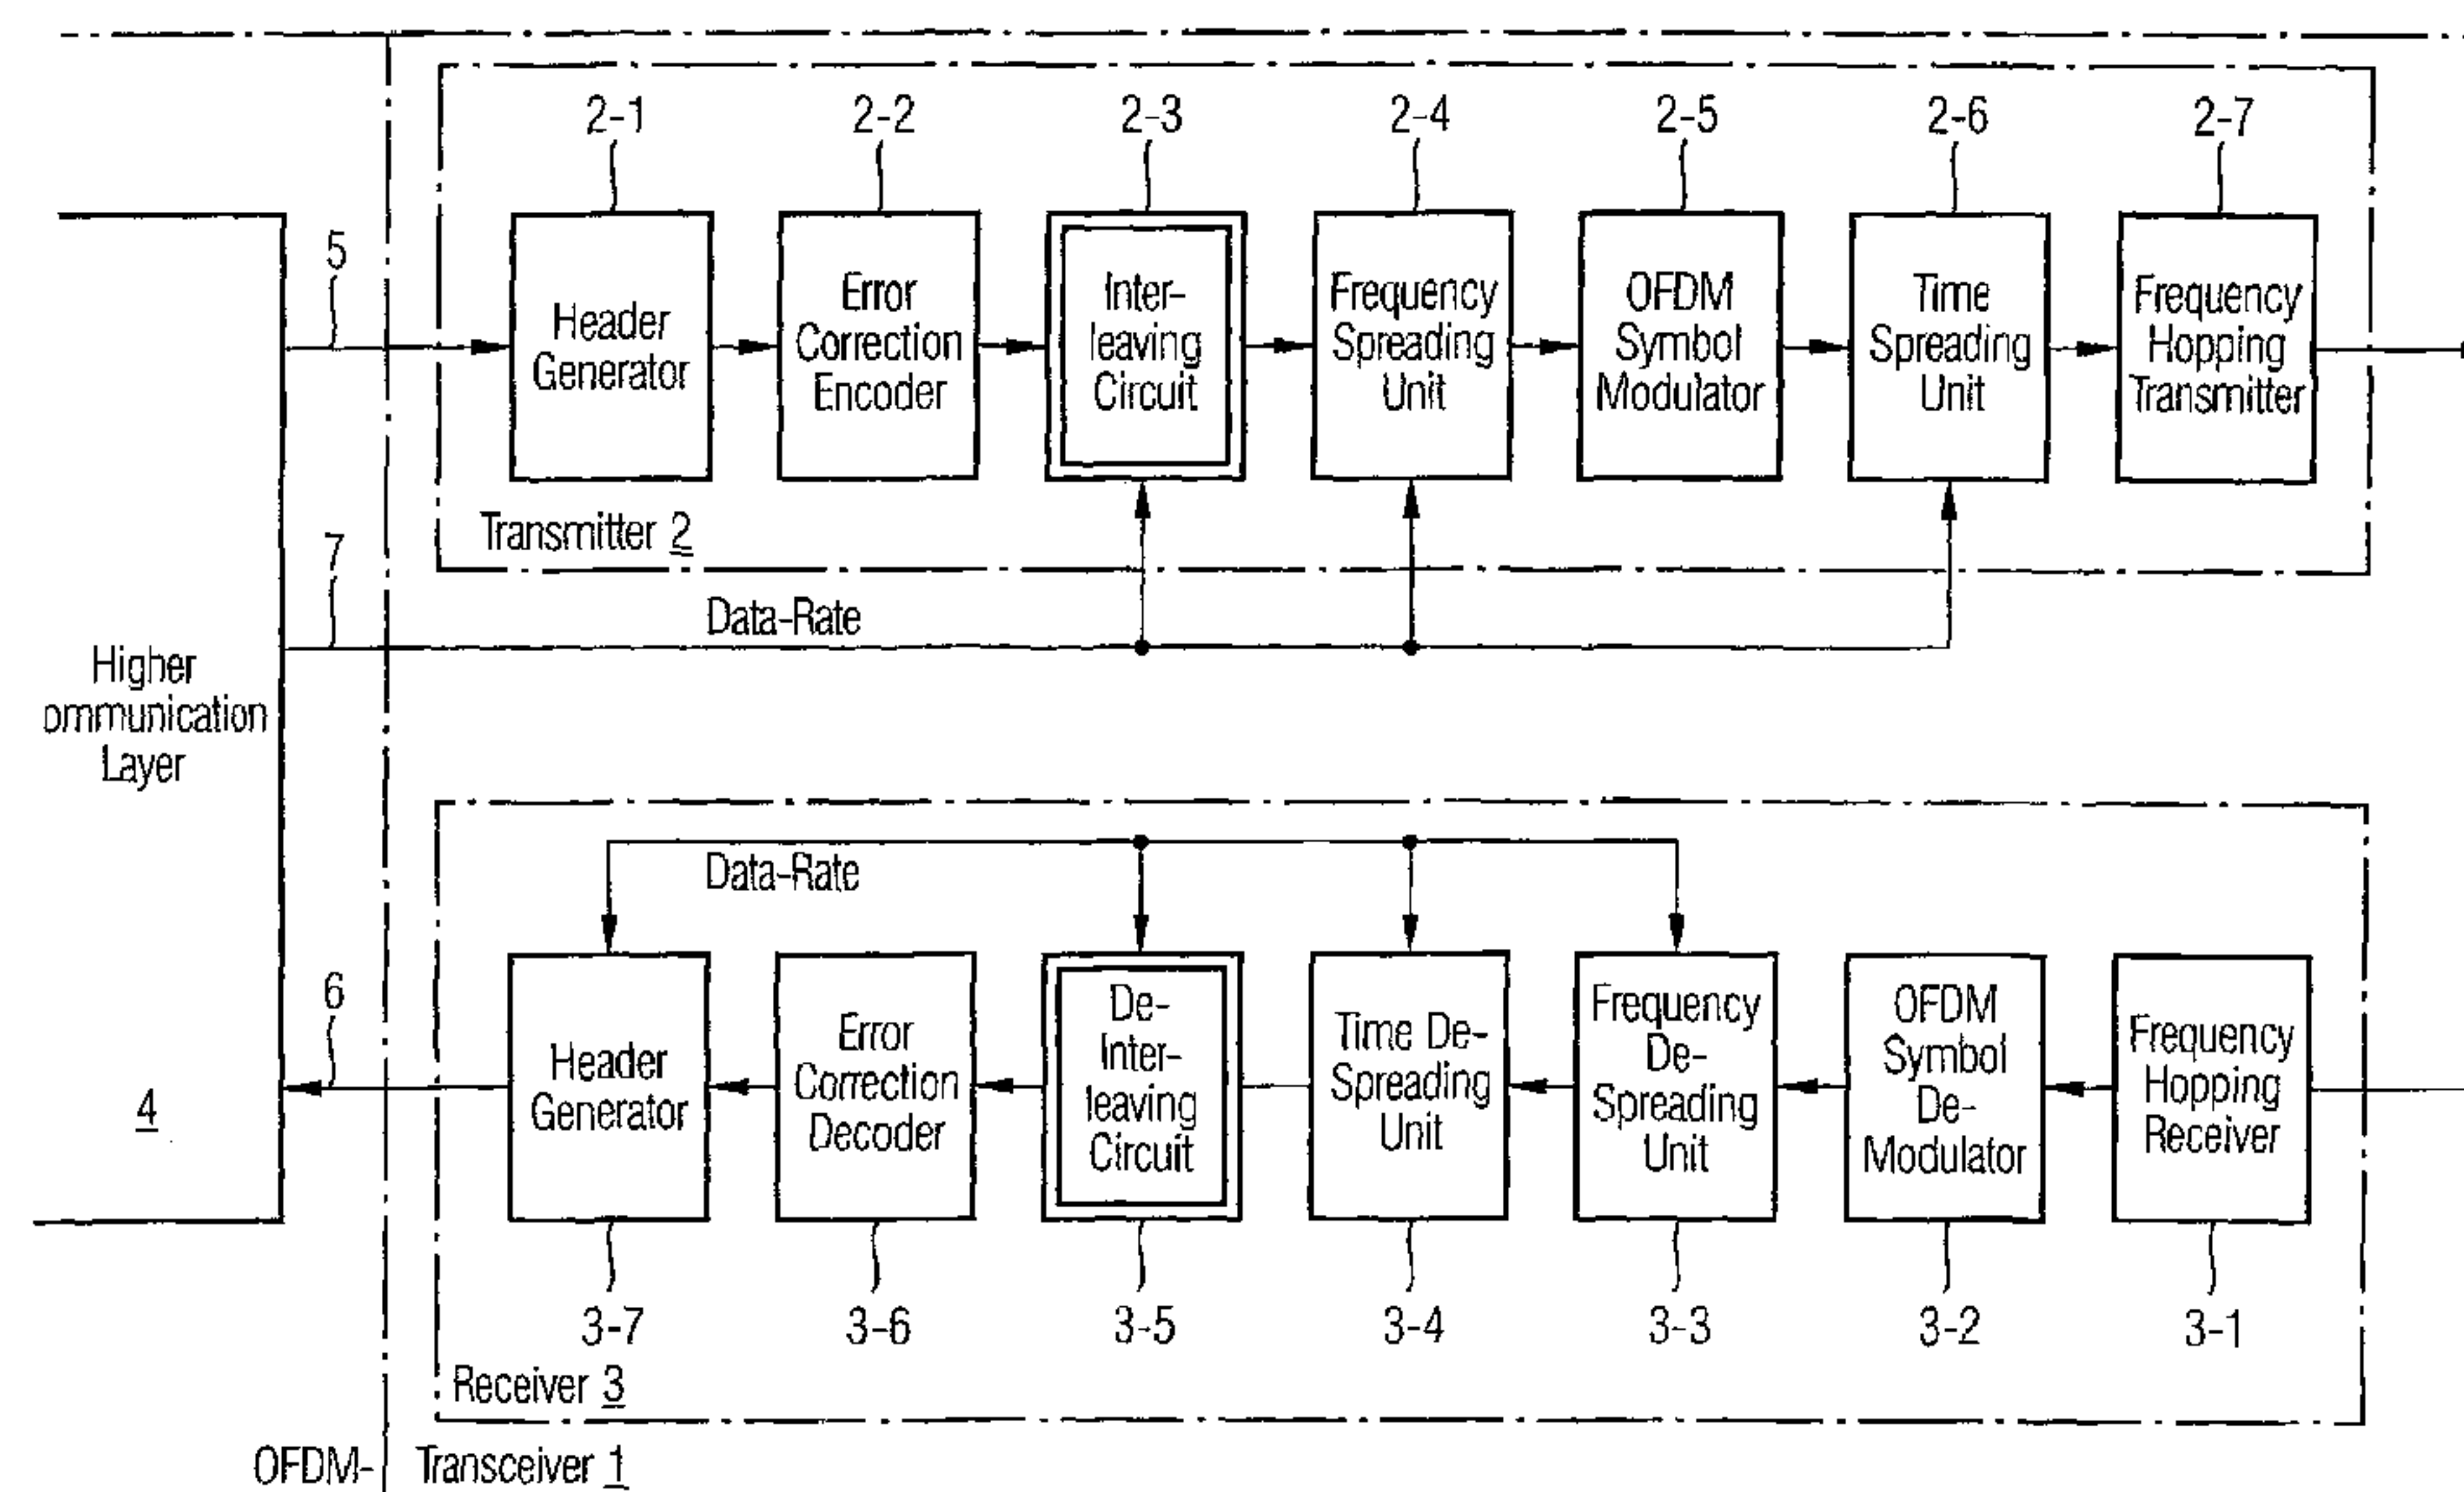 2-1 2-2 2-3 2-4 2-5 2-6 2-7
5
Header
Generator
Error
Correction
Encoder
Inter-
leaving
Circuit
Frequency
Spreading
Unit
OFDM
Symbol
Modulator
Time
Spreading
Unit
Frequency
Hopping
Transmitter
Transmitter 2
7
Data-Rate
Higher
ommunication
Layer
4
Data-Rate
6
Header
Generator
Error
Correction
Decoder
De-
Inter-
leaving
Circuit
Time De-
Spreading
Unit
Frequency
De-
Spreading
Unit
OFDM
Symbol
De-
Modulator
Frequency
Hopping
Receiver
3-7 3-6 3-5 3-4 3-3 3-2 3-1
Receiver 3
OFDM- Transceiver 1